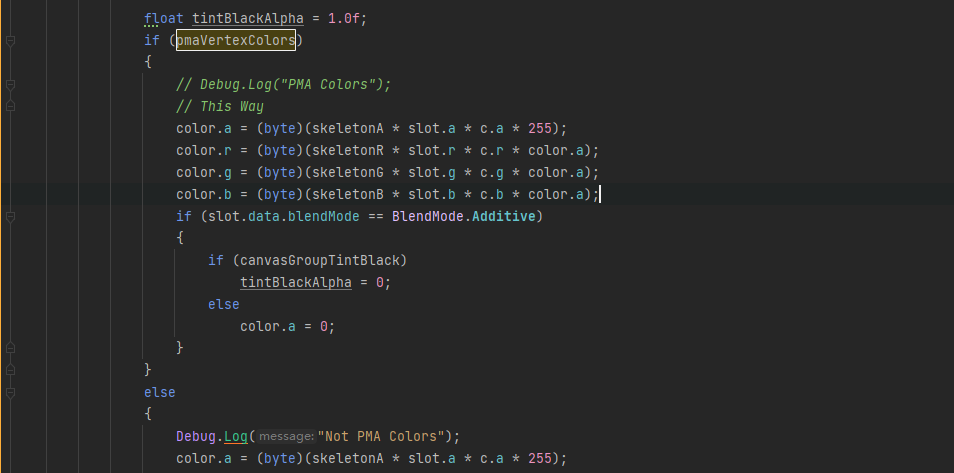 float tintBlackAlpha = 1.0f;
if (pmaVertexColors)
{
// Debug.Log("PMA Colors");
// This Way
color.a = (byte)(skeletonA * slot.a * c.a * 255);
color.r = (byte)(skeletonR * slot.r * c.r * color.a);
color.g = (byte)(skeletonG * slot.g * c.g * color.a);
color.b = (byte)(skeletonB * slot.b * c.b * color.a);
if (slot.data.blendMode == BlendMode.Additive)
{
if (canvasGroupTintBlack)
tintBlackAlpha = 0;
else
color.a = 0;
}
}
else
{
Debug.Log( message: "Not PMA Colors");
color.a = (byte)(skeletonA * slot.a * c.a * 255);